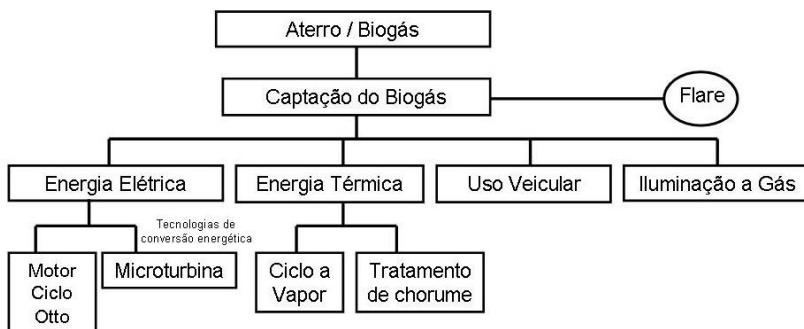 Aterro / Biogás
Captação do Biogás
Flare
Energia Elétrica
Energia Térmica
Uso Veicular
Iluminação a Gás
Tecnologias de
conversão energética
Motor
Ciclo
Otto
Microturbina
Ciclo a
Vapor
Tratamento
de chorume